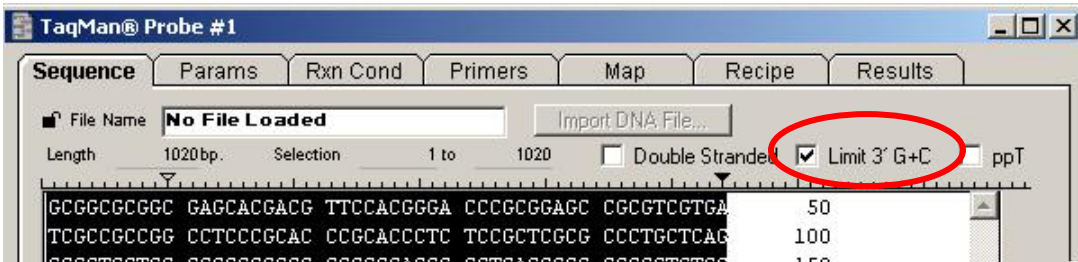 TaqMan® Probe #1
Sequence Params Rxn Cond Primers Map Recipe Results
File Name No File Loaded Import DNA File...
Length 1020bp. Selection 1 to 1020 Double Stranded Limit 3´ G+C ppT
GCGGCGCGGC GAGCACGACG TTCCACGGGA CCCGCGGAGC CGCGTCGTGA 50
TCGCCGCCGG CCTCCCGCAC CCGCACCCTC TCCGCTCGCG CCCTGCTCAG 100